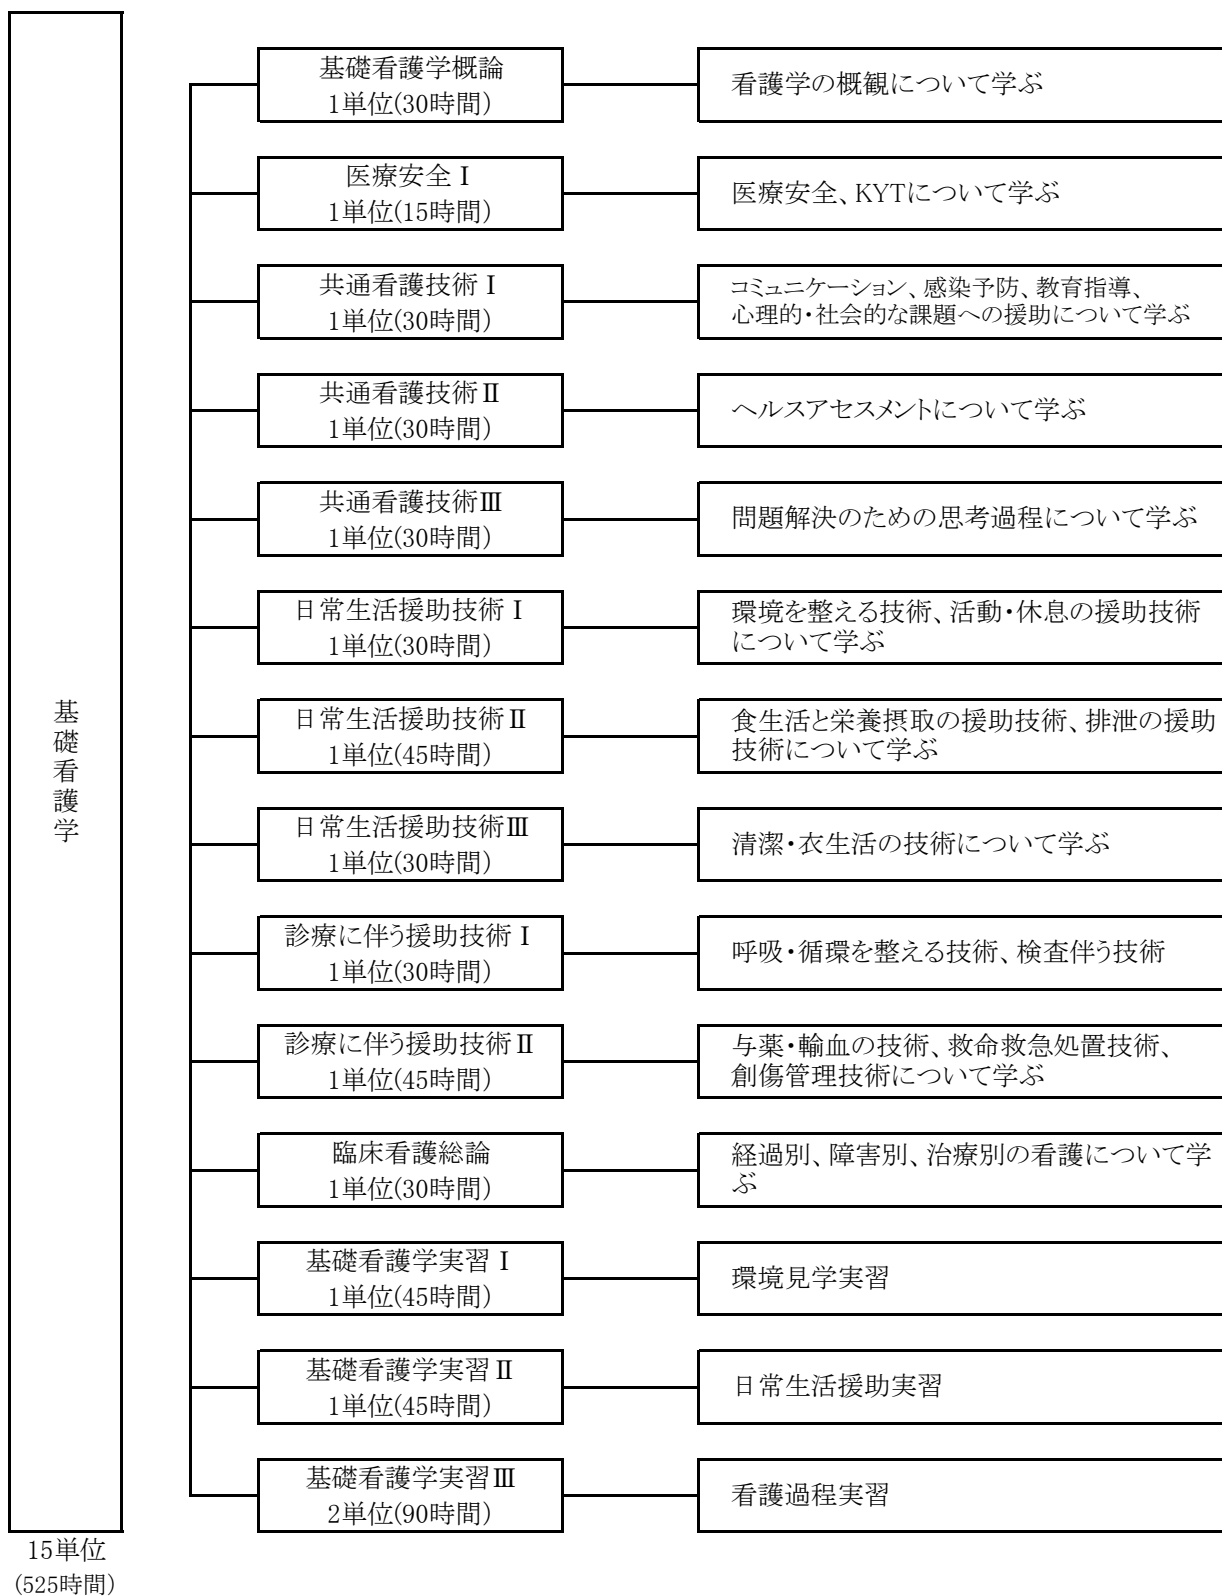 基礎看護学概論
1単位(30時間)
看護学の概観について学ぶ
医療安全Ⅰ
1単位(15時間)
医療安全、KYTについて学ぶ
共通看護技術Ⅰ
1単位(30時間)
コミュニケーション、感染予防、教育指導、
心理的・社会的な課題への援助について学ぶ
共通看護技術Ⅱ
1単位(30時間)
ヘルスアセスメントについて学ぶ
共通看護技術Ⅲ
1単位(30時間)
問題解決のための思考過程について学ぶ
日常生活援助技術Ⅰ
1単位(30時間)
環境を整える技術、活動・休息の援助技術
について学ぶ
基礎看護学
日常生活援助技術Ⅱ
1単位(45時間)
食生活と栄養摂取の援助技術、排泄の援助
技術について学ぶ
日常生活援助技術Ⅲ
1単位(30時間)
清潔・衣生活の技術について学ぶ
診療に伴う援助技術Ⅰ
1単位(30時間)
呼吸・循環を整える技術、検査伴う技術
診療に伴う援助技術Ⅱ
1単位(45時間)
与薬・輸血の技術、救命救急処置技術、
創傷管理技術について学ぶ
臨床看護総論
1単位(30時間)
経過別、障害別、治療別の看護について学
ぶ
基礎看護学実習Ⅰ
1単位(45時間)
環境見学実習
基礎看護学実習Ⅱ
1単位(45時間)
日常生活援助実習
基礎看護学実習Ⅲ
2単位(90時間)
看護過程実習
15単位
(525時間)